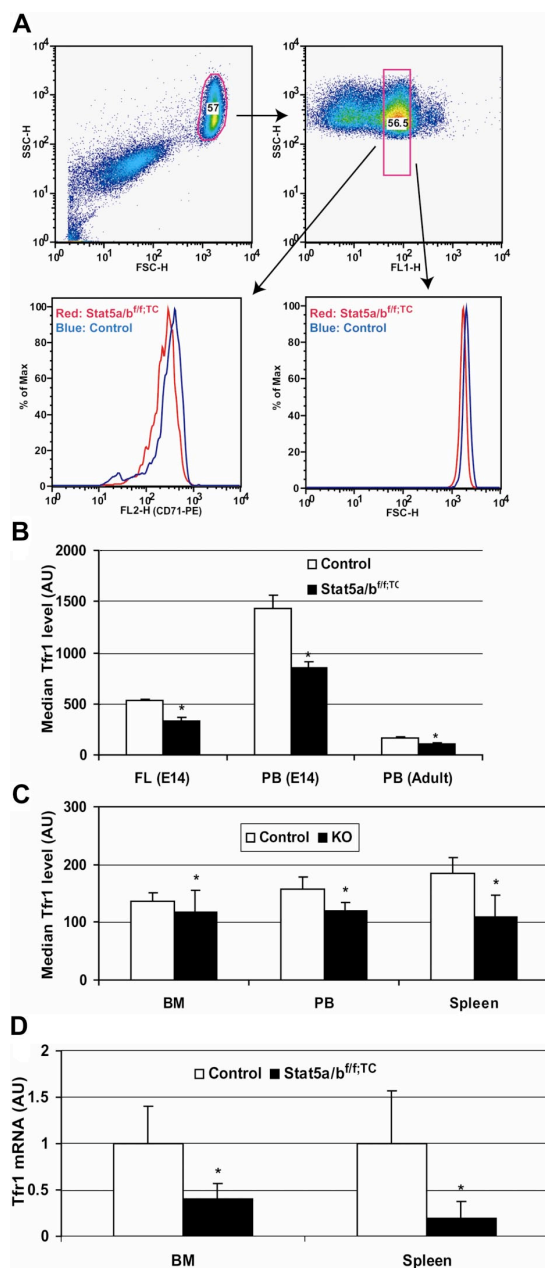 A
SSC-H
10^4
10^3
10^2
10^1
10^0
57
10^0 10^1 10^2 10^3 10^4
FSC-H
SSC-H
10^4
10^3
10^2
10^1
10^0
56.5
10^0 10^1 10^2 10^3 10^4
FL1-H
Red: Stat5a/b^f/f;TC
Blue: Control
% of Max
100
80
60
40
20
0
10^0 10^1 10^2 10^3 10^4
FL2-H (CD71-PE)
Red: Stat5a/b^f/f;TC
Blue: Control
% of Max
100
80
60
40
20
0
10^0 10^1 10^2 10^3 10^4
FSC-H
B
Median Tfr1 level (AU)
2000
1500
1000
500
0
Control
Stat5a/b^f/f;TC
* * *
FL (E14) PB (E14) PB (Adult)
C
Median Tfr1 level (AU)
300
200
100
0
Control KO
* * *
BM PB Spleen
D
Tfr1 mRNA (AU)
2
1.5
1
0.5
0
Control Stat5a/b^f/f;TC
* *
BM Spleen